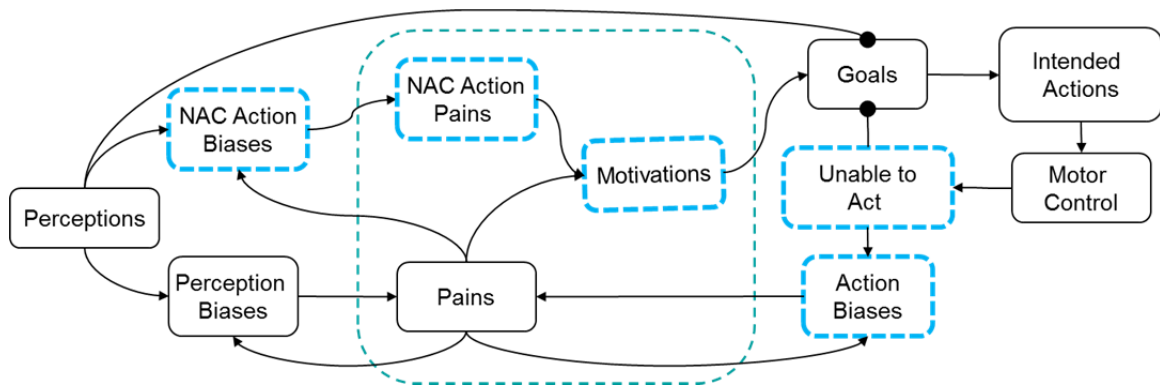 NAC Action
Biases
NAC Action
Pains
Goals
Intended
Actions
Motivations
Unable to
Act
Motor
Control
Perceptions
Perception
Biases
Pains
Action
Biases